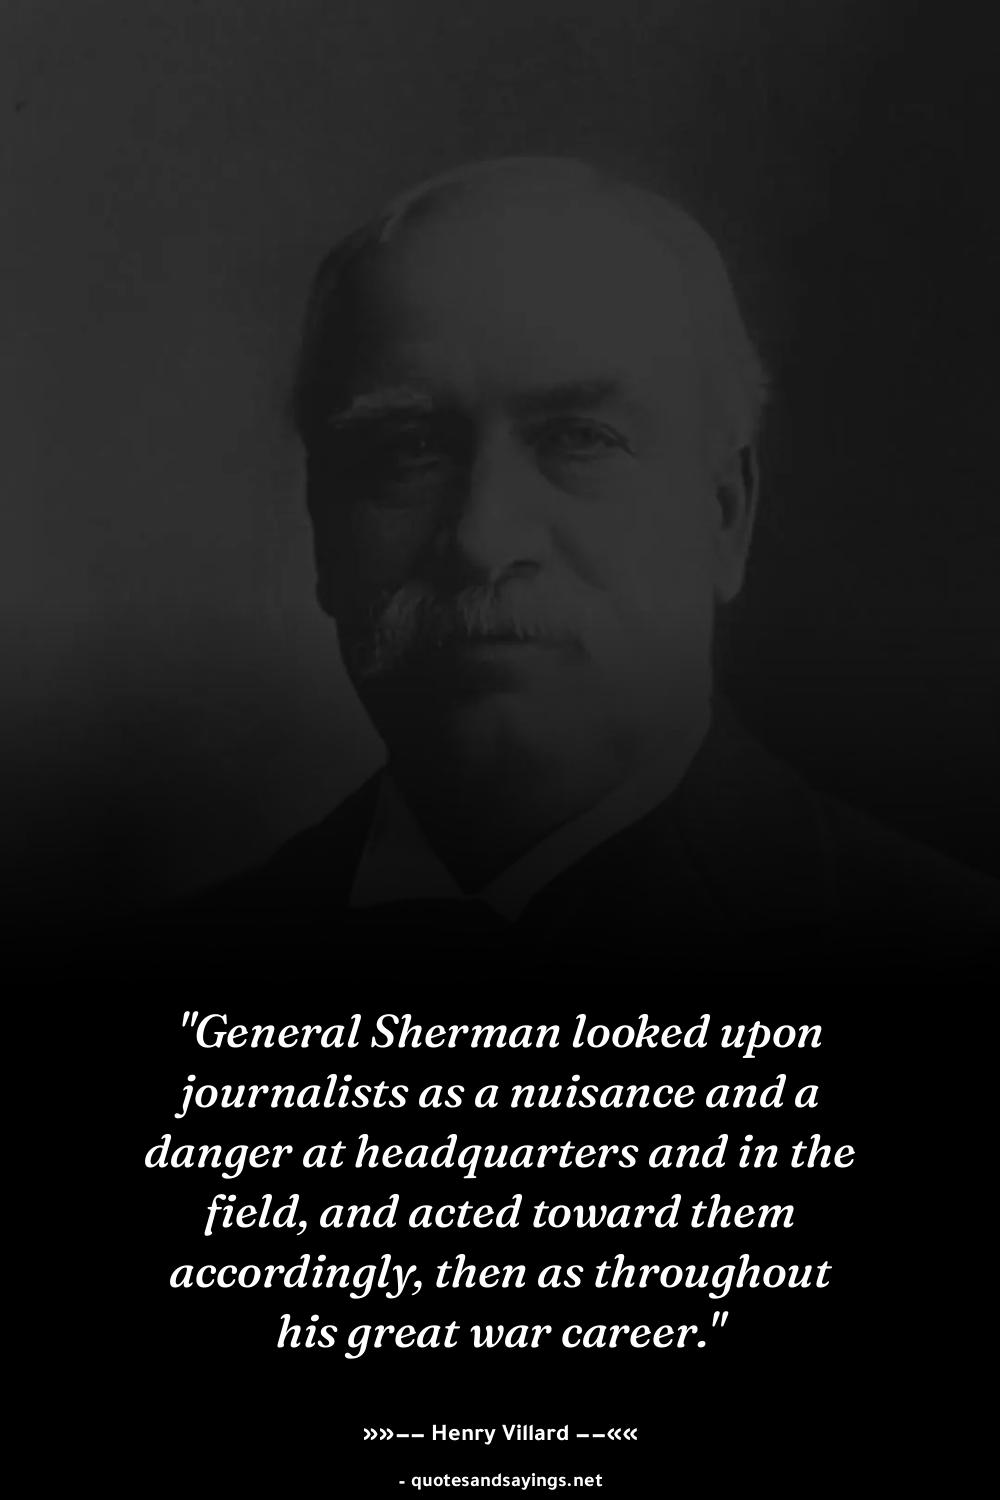 "General Sherman looked upon
journalists as a nuisance and a
danger at headquarters and in the
field, and acted toward them
accordingly, then as throughout
his great war career."
»»−− Henry Villard −−««
- quotesandsayings.net